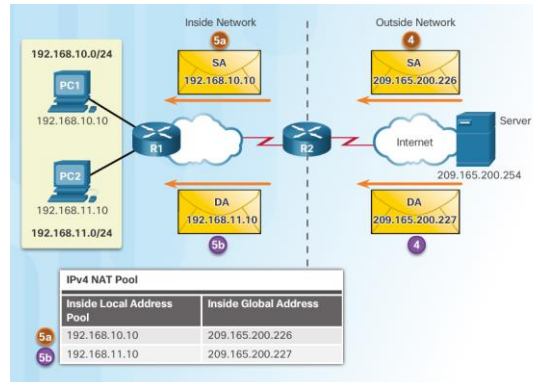 Inside Network
Outside Network
5a
4
192.168.10.0/24
SA
192.168.10.10
SA
209.165.200.226
PC1
192.168.10.10
R1
R2
Internet
Server
209.165.200.254
PC2
192.168.11.10
192.168.11.0/24
DA
192.168.11.10
DA
209.165.200.227
5b
4
IPv4 NAT Pool
Inside Local Address Pool
Inside Global Address
5a
192.168.10.10
209.165.200.226
5b
192.168.11.10
209.165.200.227